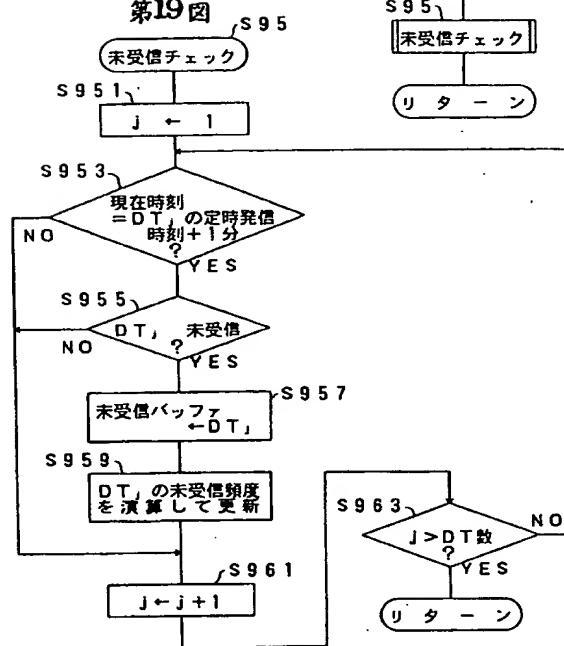 第19図
S95
未受信チェック
S951
j ← 1
S953
現在時刻
=DTjの定時発信
時刻+1分
?
NO
YES
S955
DTj 未受信
?
NO
YES
未受信バッファ
←DTj
S957
S959
DTjの未受信頻度
を演算して更新
S961
j←j+1
S95
未受信チェック
リターン
S963
j>DT数
?
NO
YES
リターン